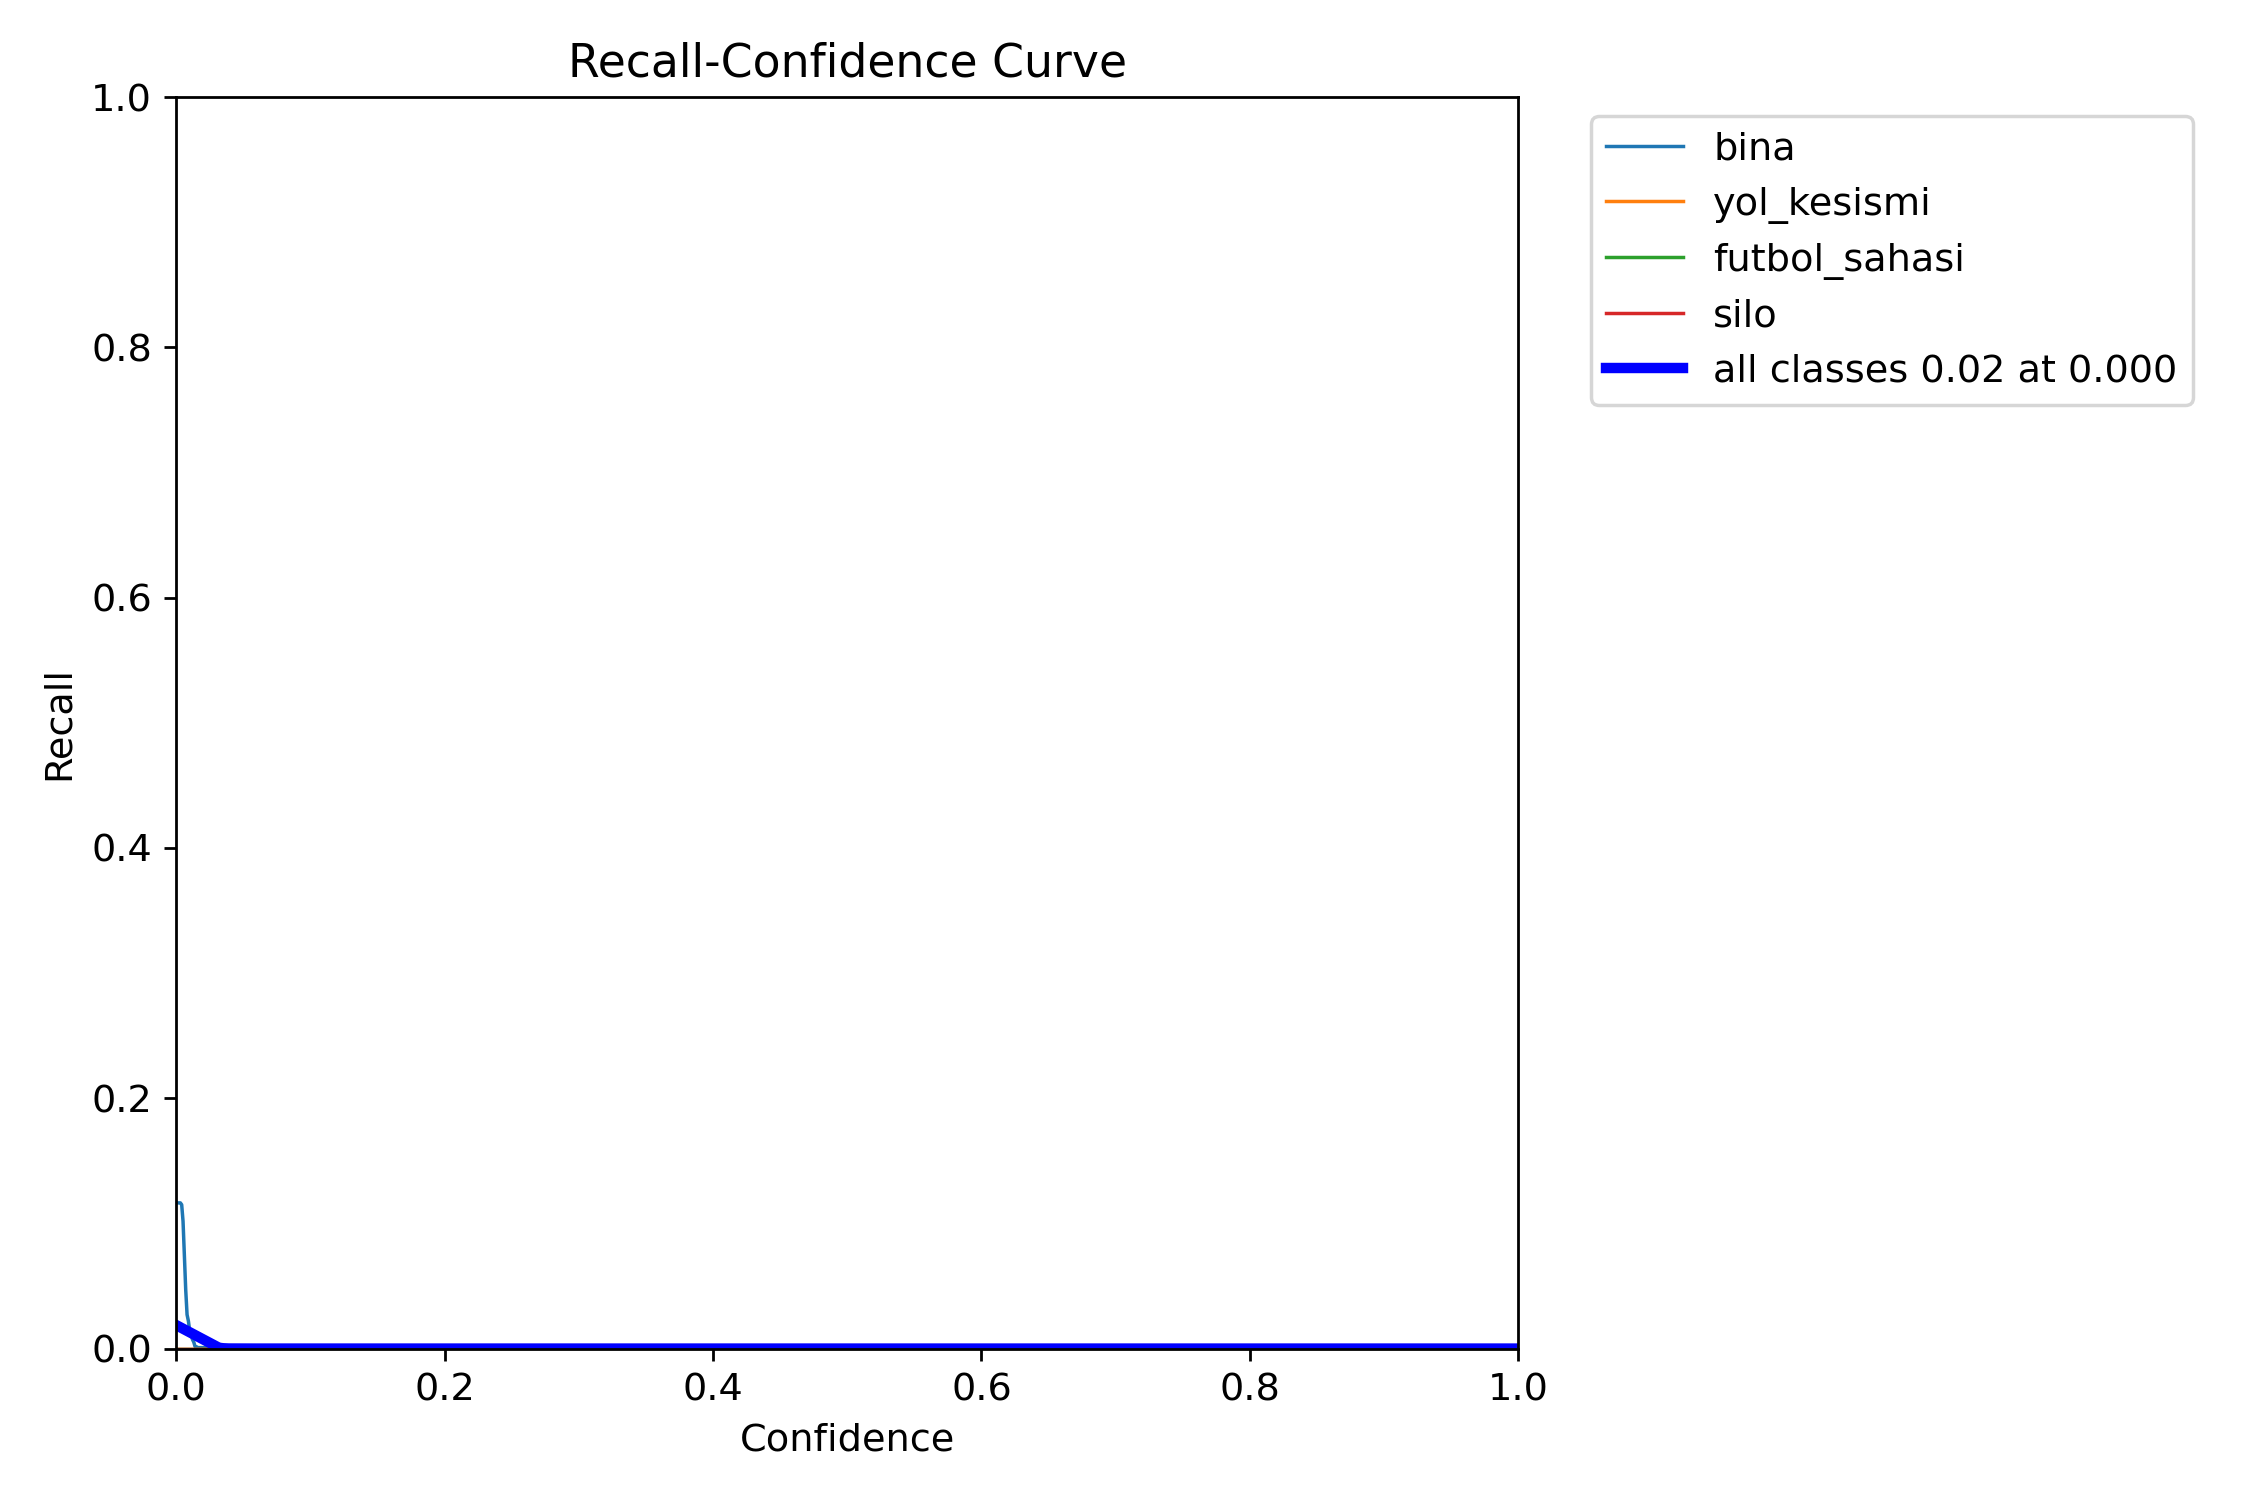 Recall-Confidence Curve
1.0
0.8
0.6
0.4
0.2
0.0
Recall
0.0 0.2 0.4 0.6 0.8 1.0
Confidence
bina
yol_kesismi
futbol_sahasi
silo
all classes 0.02 at 0.000